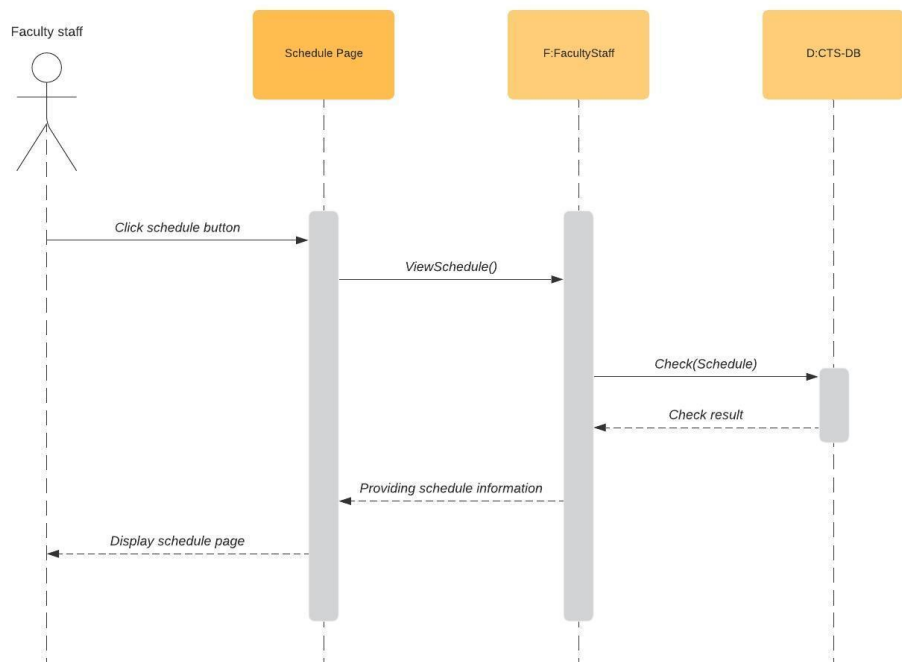 Faculty staff
Schedule Page
F:FacultyStaff
D:CTS-DB
Click schedule button
ViewSchedule()
Check(Schedule)
Check result
Providing schedule information
Display schedule page